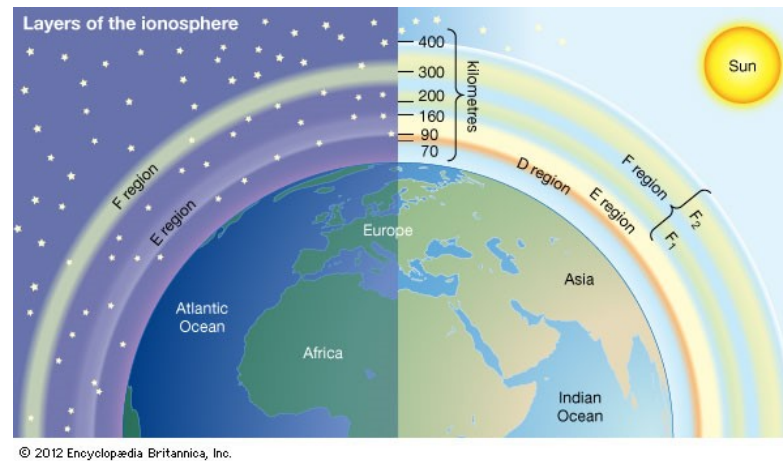 Layers of the ionosphere
400
300
200
160
90
70
kilometres
Sun
F region
E region
D region
E region
F region
F₂
F₁
Europe
Asia
Atlantic
Ocean
Africa
Indian
Ocean
© 2012 Encyclopædia Britannica, Inc.